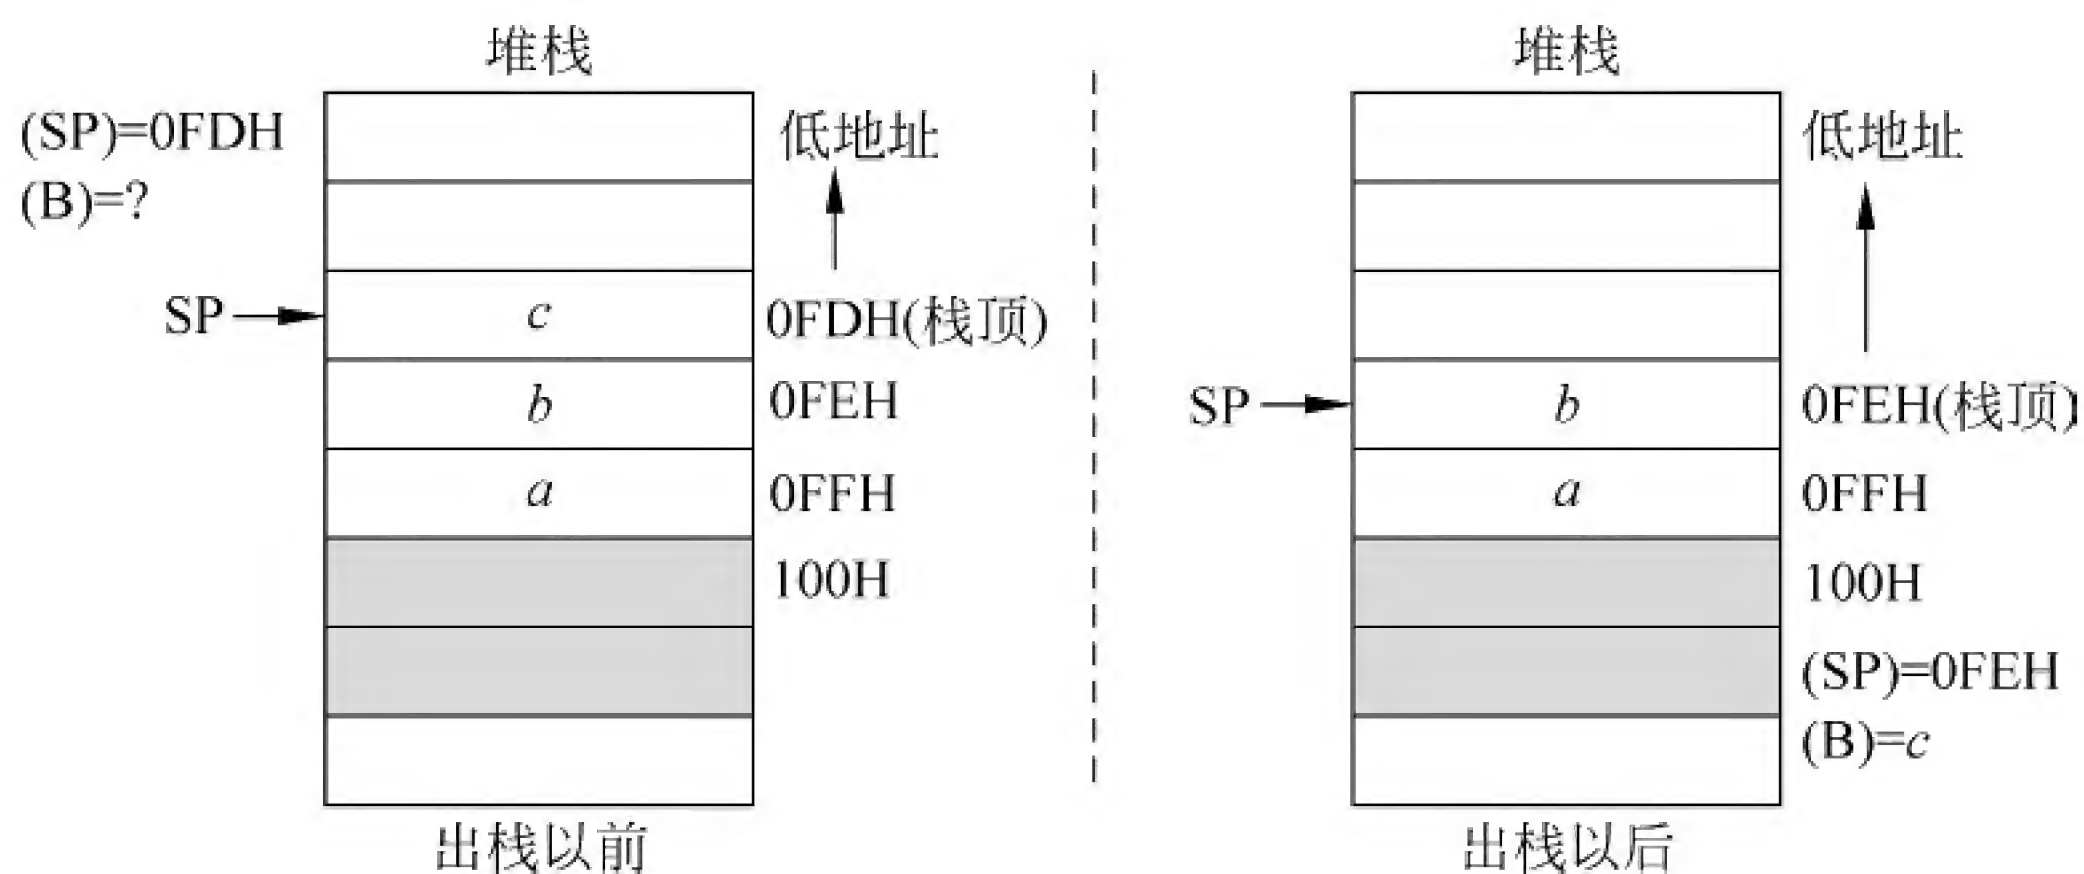 堆栈
(SP)=0FDH
(B)=?
低地址
SP
c
0FDH(栈顶)
b
0FEH
a
0FFH
100H
出栈以前
堆栈
低地址
SP
b
0FEH(栈顶)
a
0FFH
100H
(SP)=0FEH
(B)=c
出栈以后